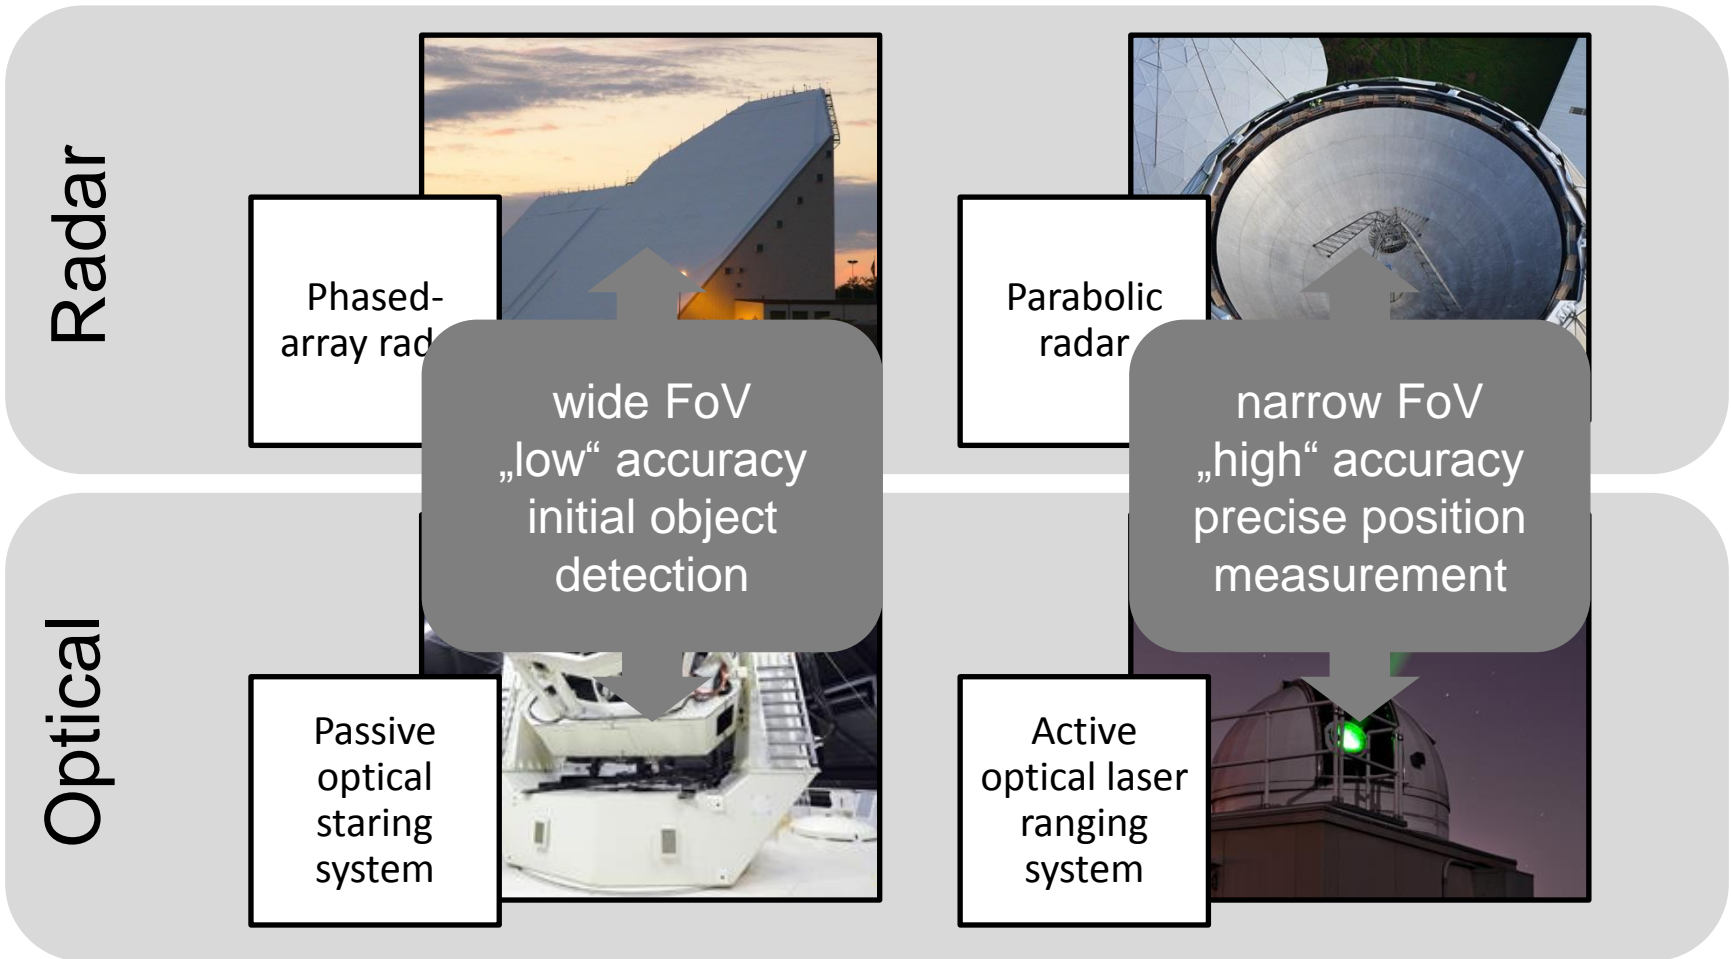 Radar
Phased-
array rad
wide FoV
„low“ accuracy
initial object
detection
Parabolic
radar
narrow FoV
„high“ accuracy
precise position
measurement
Optical
Passive
optical
staring
system
Active
optical laser
ranging
system